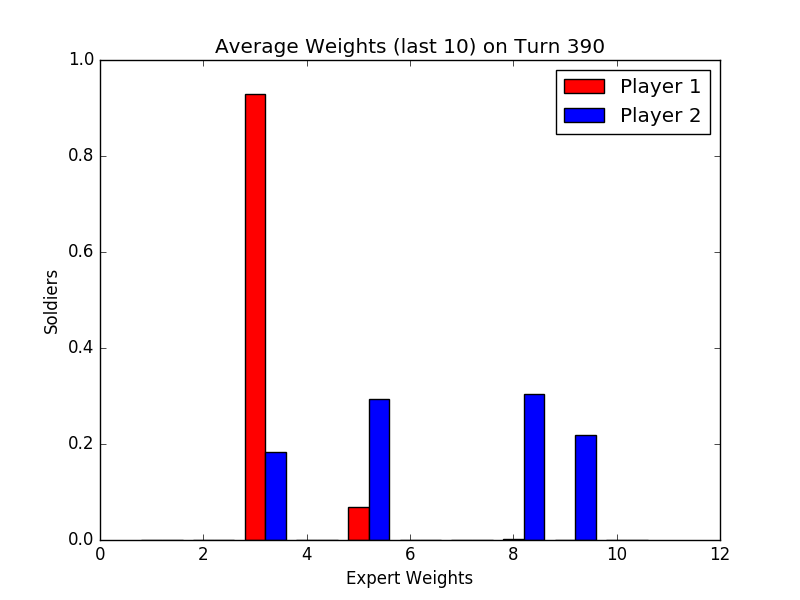 Average Weights (last 10) on Turn 390
Player 1
Player 2
1.0
0.8
0.6
0.4
0.2
0.0
Soldiers
0 2 4 6 8 10 12
Expert Weights